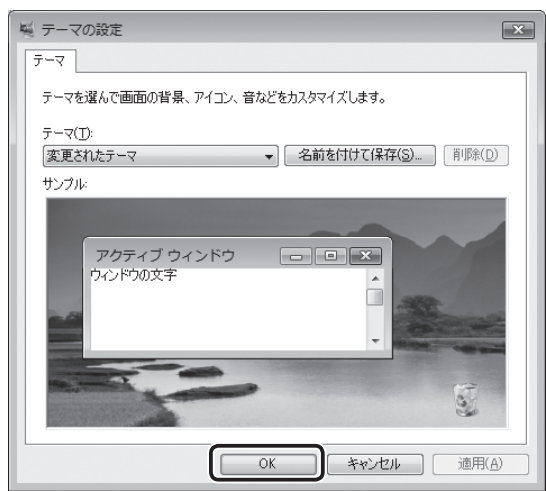 テーマの設定
テーマ
テーマを選んで画面の背景、アイコン、音などをカスタマイズします。
テーマ(T):
変更されたテーマ 名前を付けて保存(S)... 削除(D)
サンプル:
アクティブ ウィンドウ
ウィンドウの文字
OK キャンセル 適用(A)